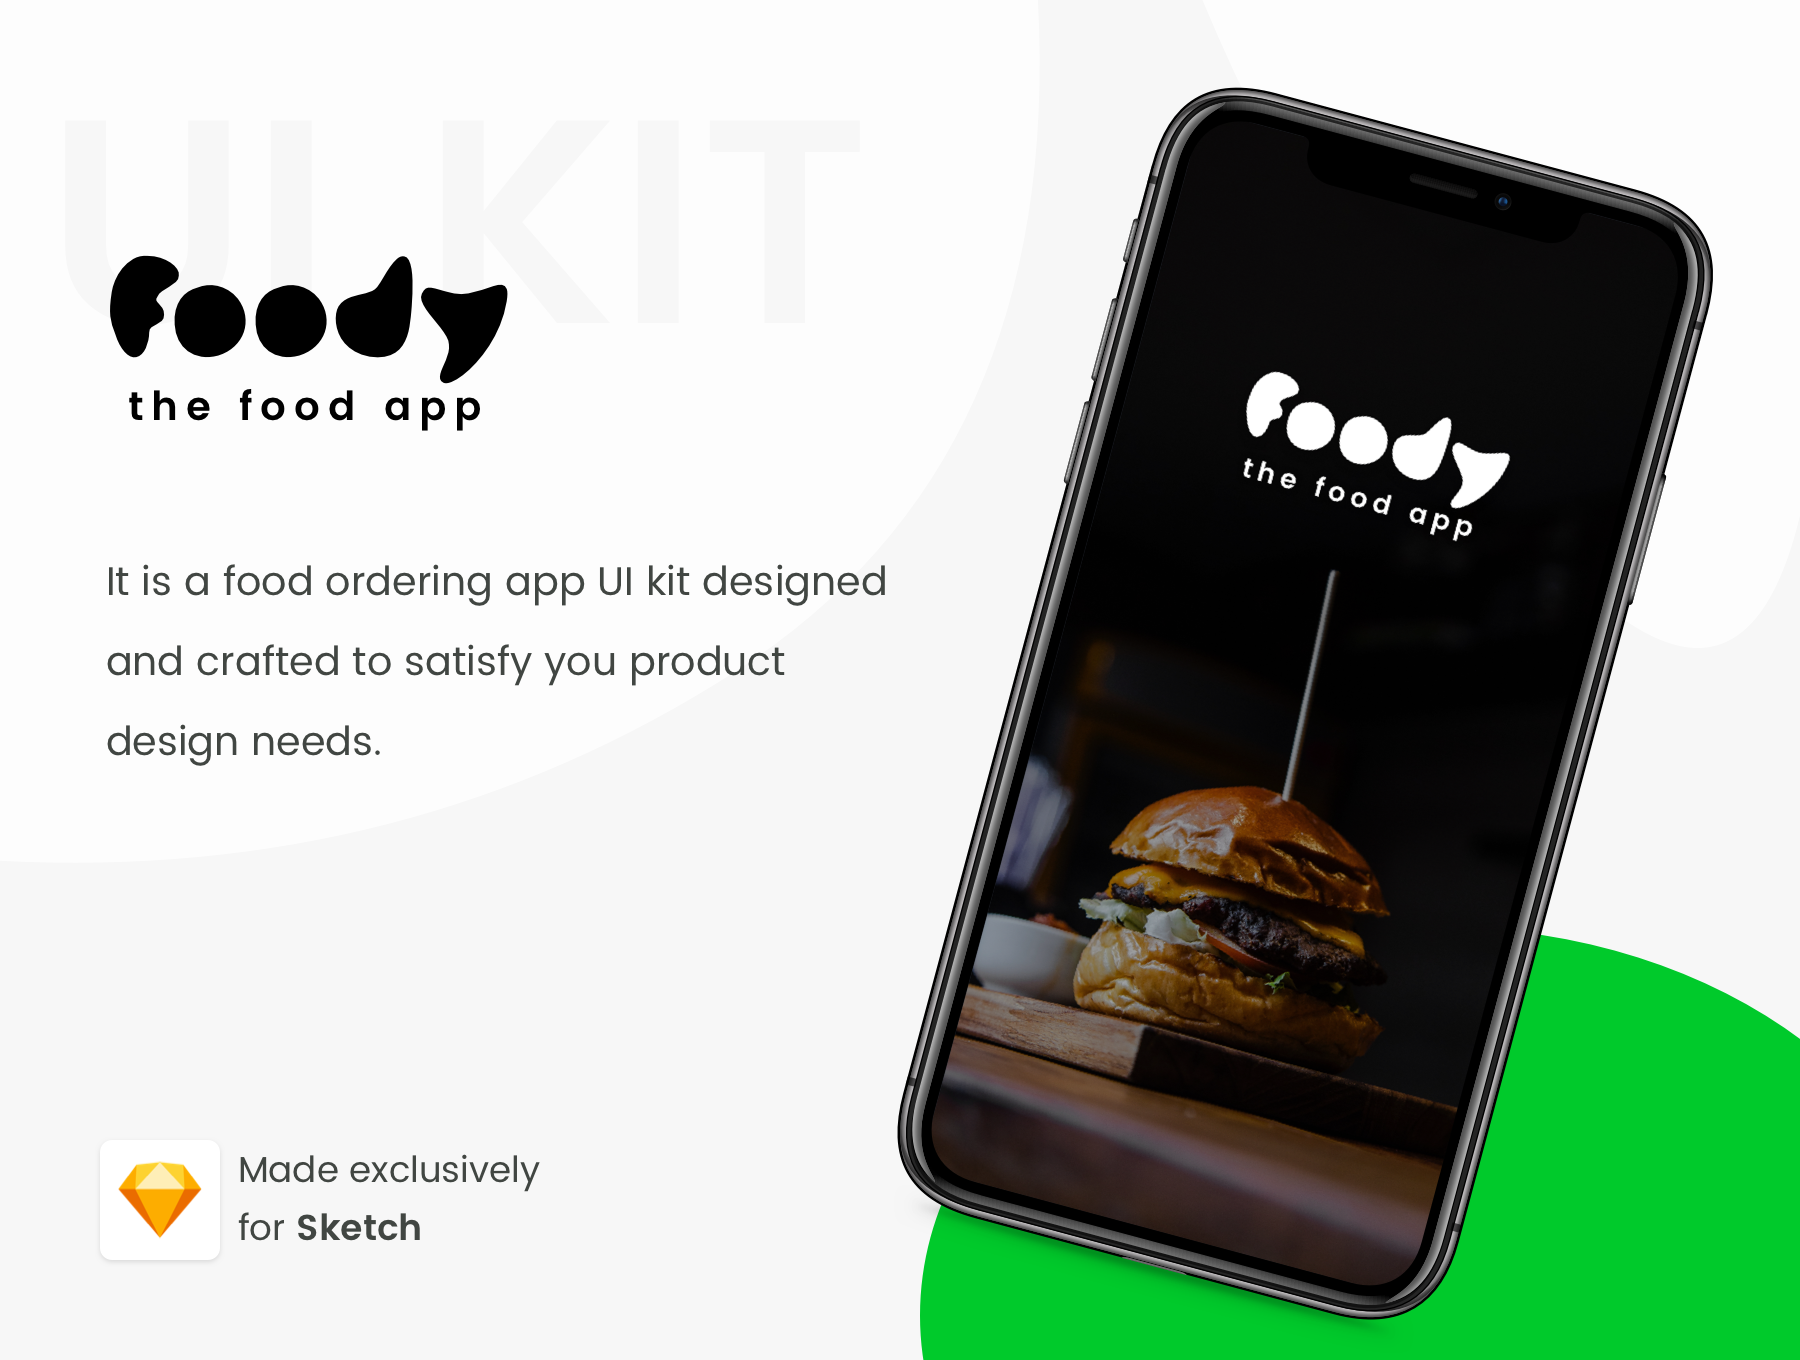 UI KIT
foody
the food app
It is a food ordering app UI kit designed
and crafted to satisfy you product
design needs.
Made exclusively
for Sketch
foody
the food app